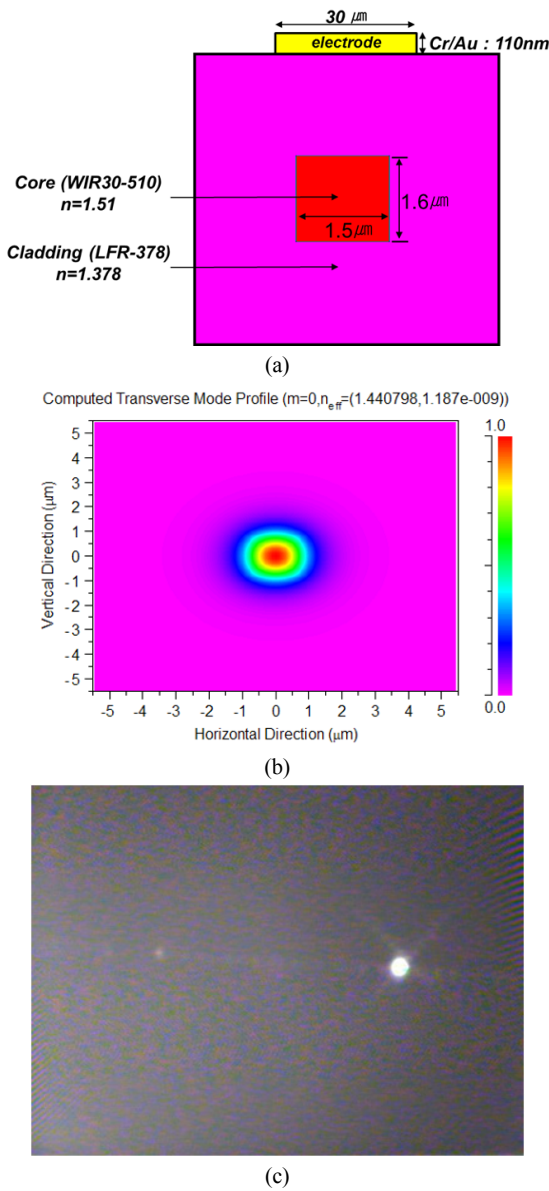 30 ㎛
electrode
Cr/Au : 110nm
Core (WIR30-510)
n=1.51
1.6㎛
1.5㎛
Cladding (LFR-378)
n=1.378
(a)
Computed Transverse Mode Profile (m=0,neff=(1.440798,1.187e-009))
1.0
5
4
3
2
1
0
-1
-2
-3
-4
-5
Vertical Direction (μm)
0.0
-5 -4 -3 -2 -1 0 1 2 3 4 5
Horizontal Direction (μm)
(b)
(c)